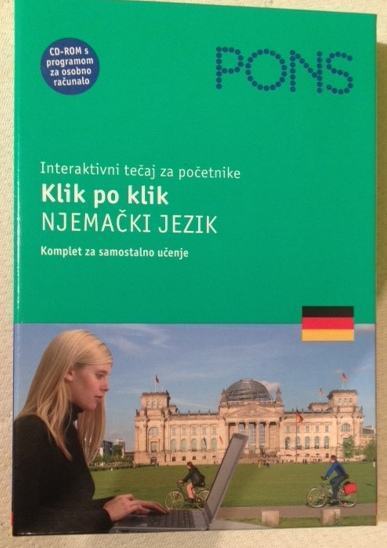 CD-ROM s
programom
za osobno
računalo
PONS
Interaktivni tečaj za početnike
Klik po klik
NJEMAČKI JEZIK
Komplet za samostalno učenje